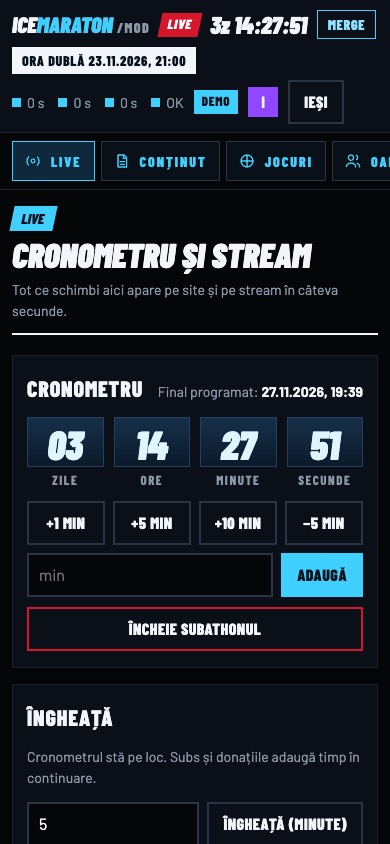 ICEMARATON /MOD LIVE 3z 14:27:51 MERGE
ORA DUBLĂ 23.11.2026, 21:00
0 s 0 s 0 s OK DEMO I IEȘI
LIVE CONȚINUT JOCURI OA
LIVE
CRONOMETRU ȘI STREAM
Tot ce schimbi aici apare pe site și pe stream în câteva
secunde.
CRONOMETRU Final programat: 27.11.2026, 19:39
03 14 27 51
ZILE ORE MINUTE SECUNDE
+1 MIN +5 MIN +10 MIN −5 MIN
min ADAUGĂ
ÎNCHEIE SUBATHONUL
ÎNGHEAȚĂ
Cronometrul stă pe loc. Subs și donațiile adaugă timp în
continuare.
5 ÎNGHEAȚĂ (MINUTE)